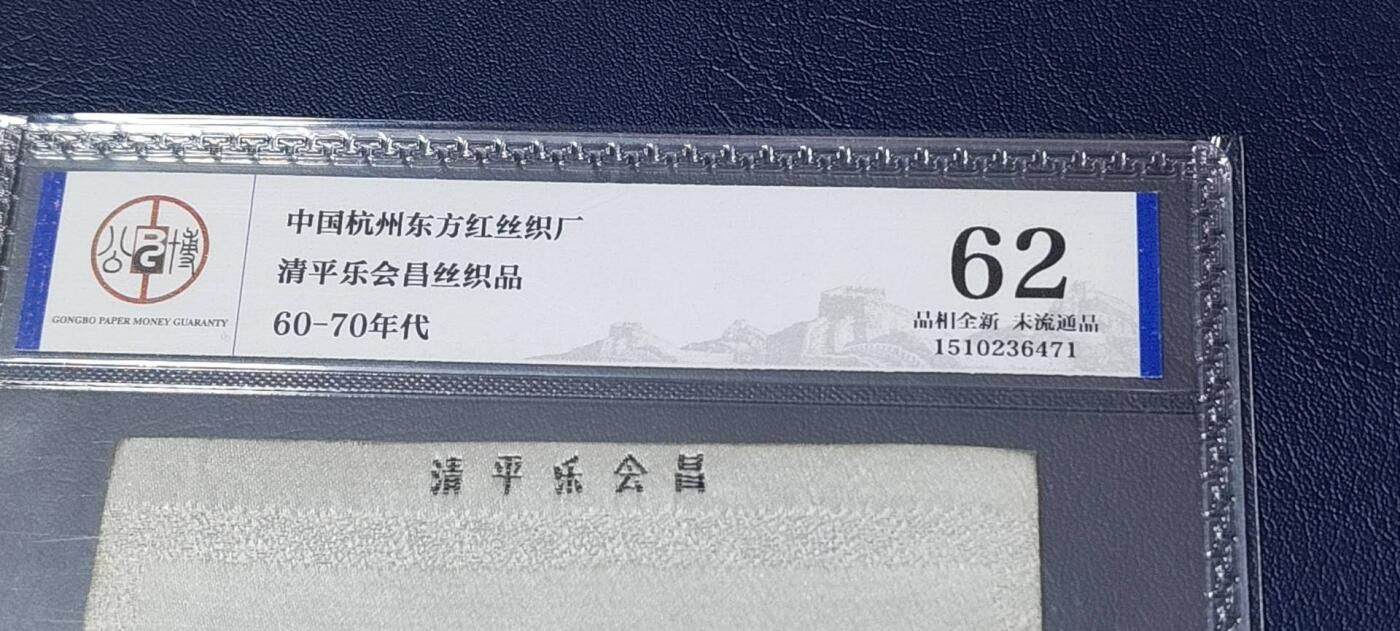 公博
BG
GONGBO PAPER MONEY GUARANTY
中国杭州东方红丝织厂
清平乐会昌丝织品
60-70年代
62
品相全新 未流通品
1510236471
清平乐会昌